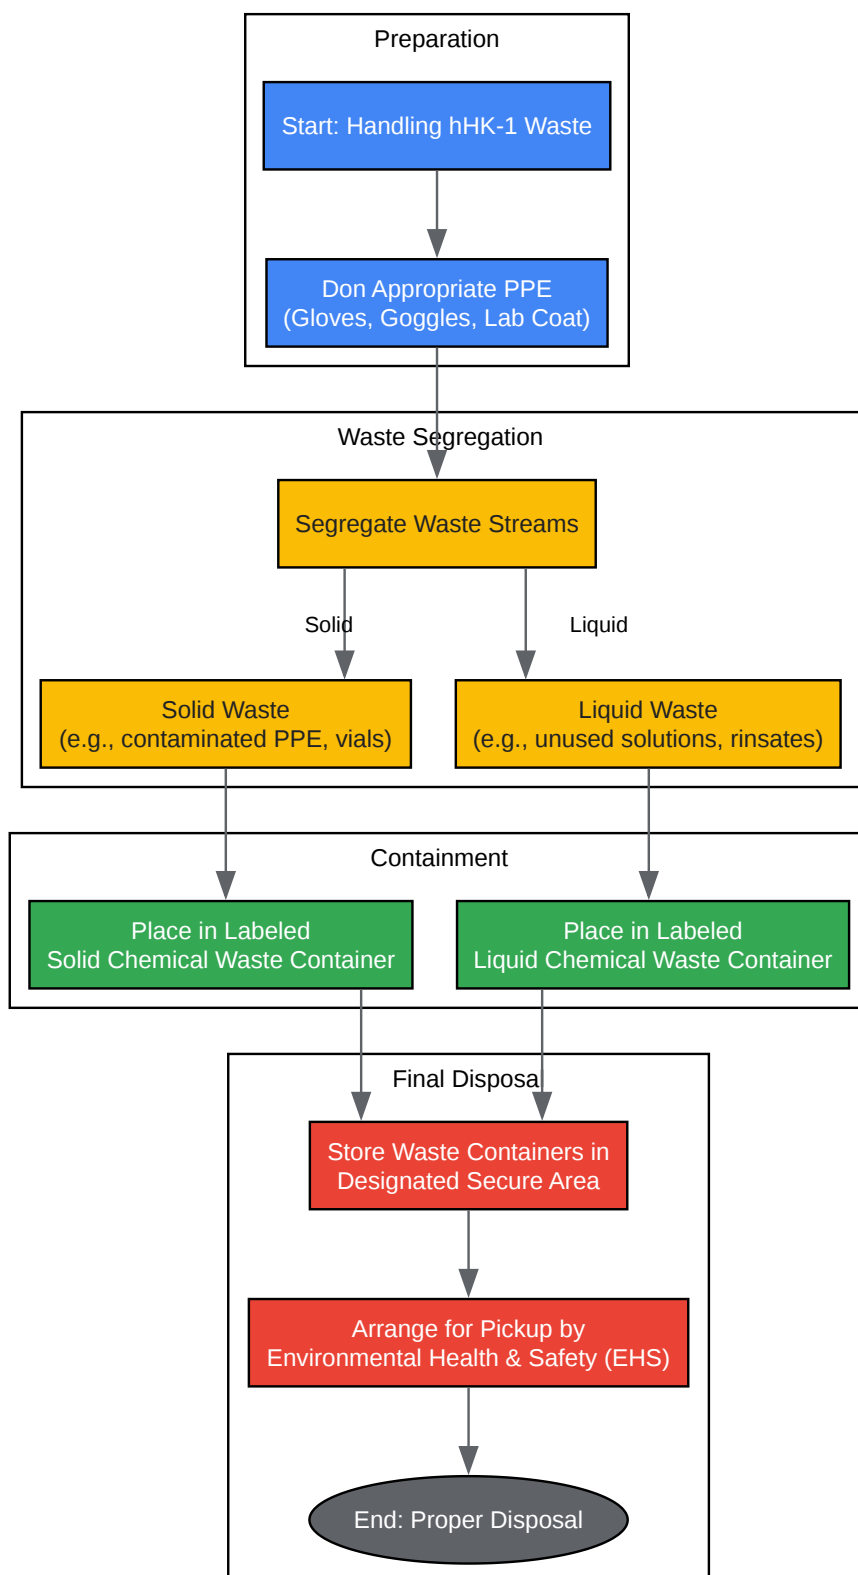 Preparation
Start: Handling hHK-1 Waste
Don Appropriate PPE
(Gloves, Goggles, Lab Coat)
Waste Segregation
Segregate Waste Streams
Solid
Liquid
Solid Waste
(e.g., contaminated PPE, vials)
Liquid Waste
(e.g., unused solutions, rinsates)
Containment
Place in Labeled
Solid Chemical Waste Container
Place in Labeled
Liquid Chemical Waste Container
Final Disposal
Store Waste Containers in
Designated Secure Area
Arrange for Pickup by
Environmental Health & Safety (EHS)
End: Proper Disposal